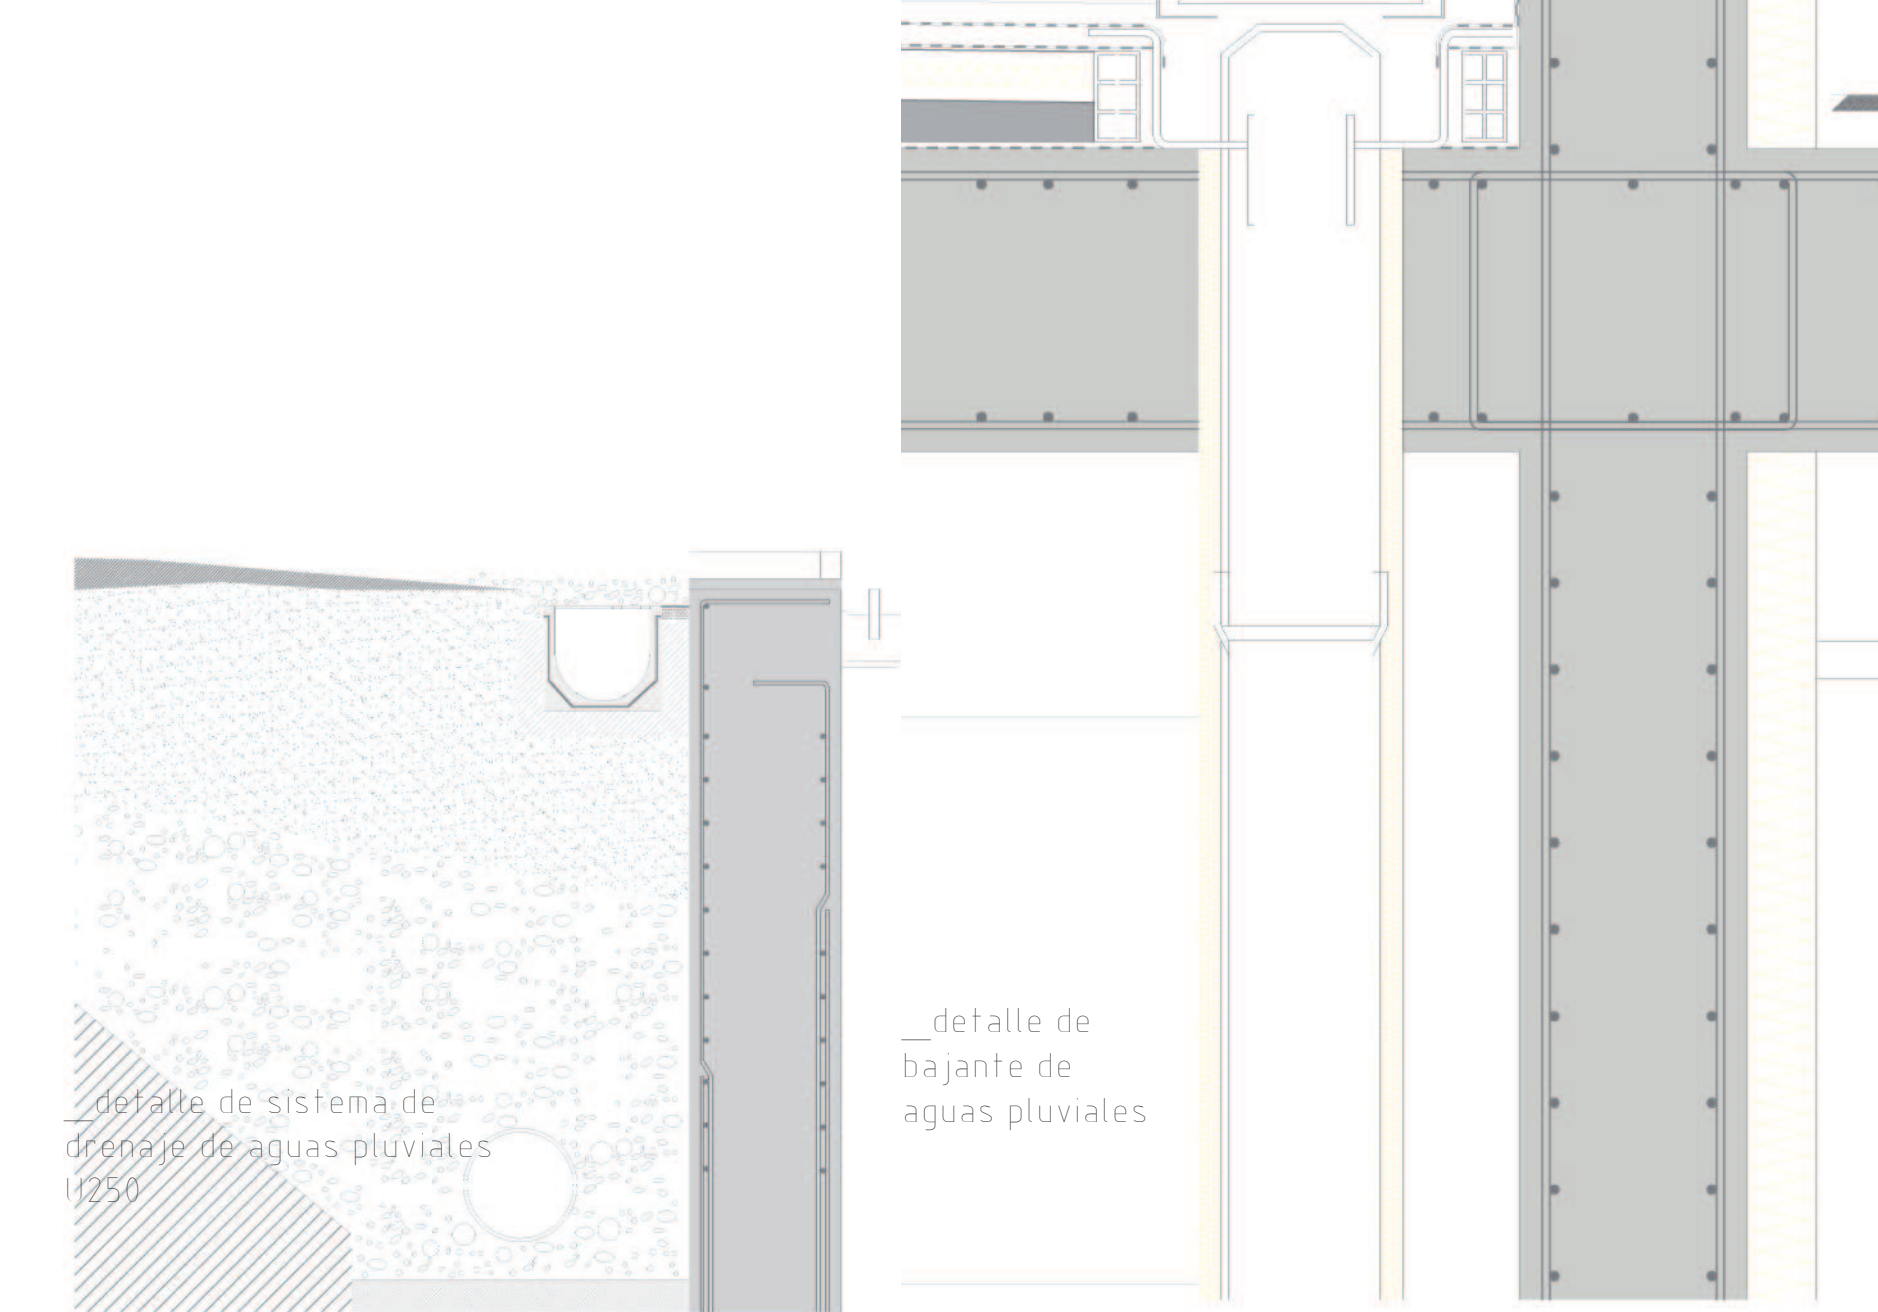 __detalle de sistema de
drenaje de aguas pluviales
U250
__detalle de
bajante de
aguas pluviales